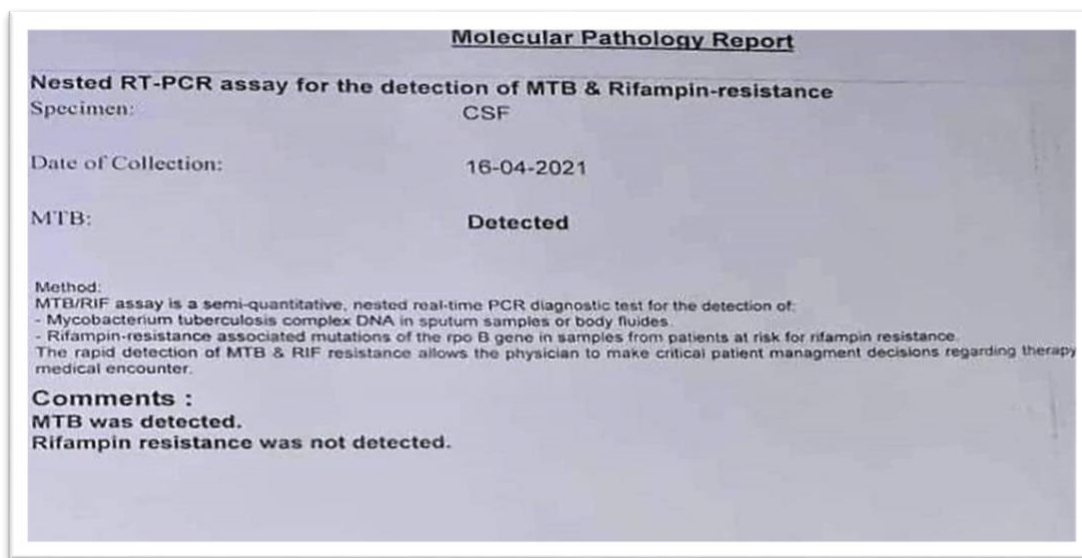 Molecular Pathology Report
Nested RT-PCR assay for the detection of MTB & Rifampin-resistance
Specimen: CSF
Date of Collection: 16-04-2021
MTB: Detected
Method:
MTB/RIF assay is a semi-quantitative, nested real-time PCR diagnostic test for the detection of:
- Mycobacterium tuberculosis complex DNA in sputum samples or body fluides.
- Rifampin-resistance associated mutations of the rpo B gene in samples from patients at risk for rifampin resistance.
The rapid detection of MTB & RIF resistance allows the physician to make critical patient managment decisions regarding therapy
medical encounter.
Comments :
MTB was detected.
Rifampin resistance was not detected.